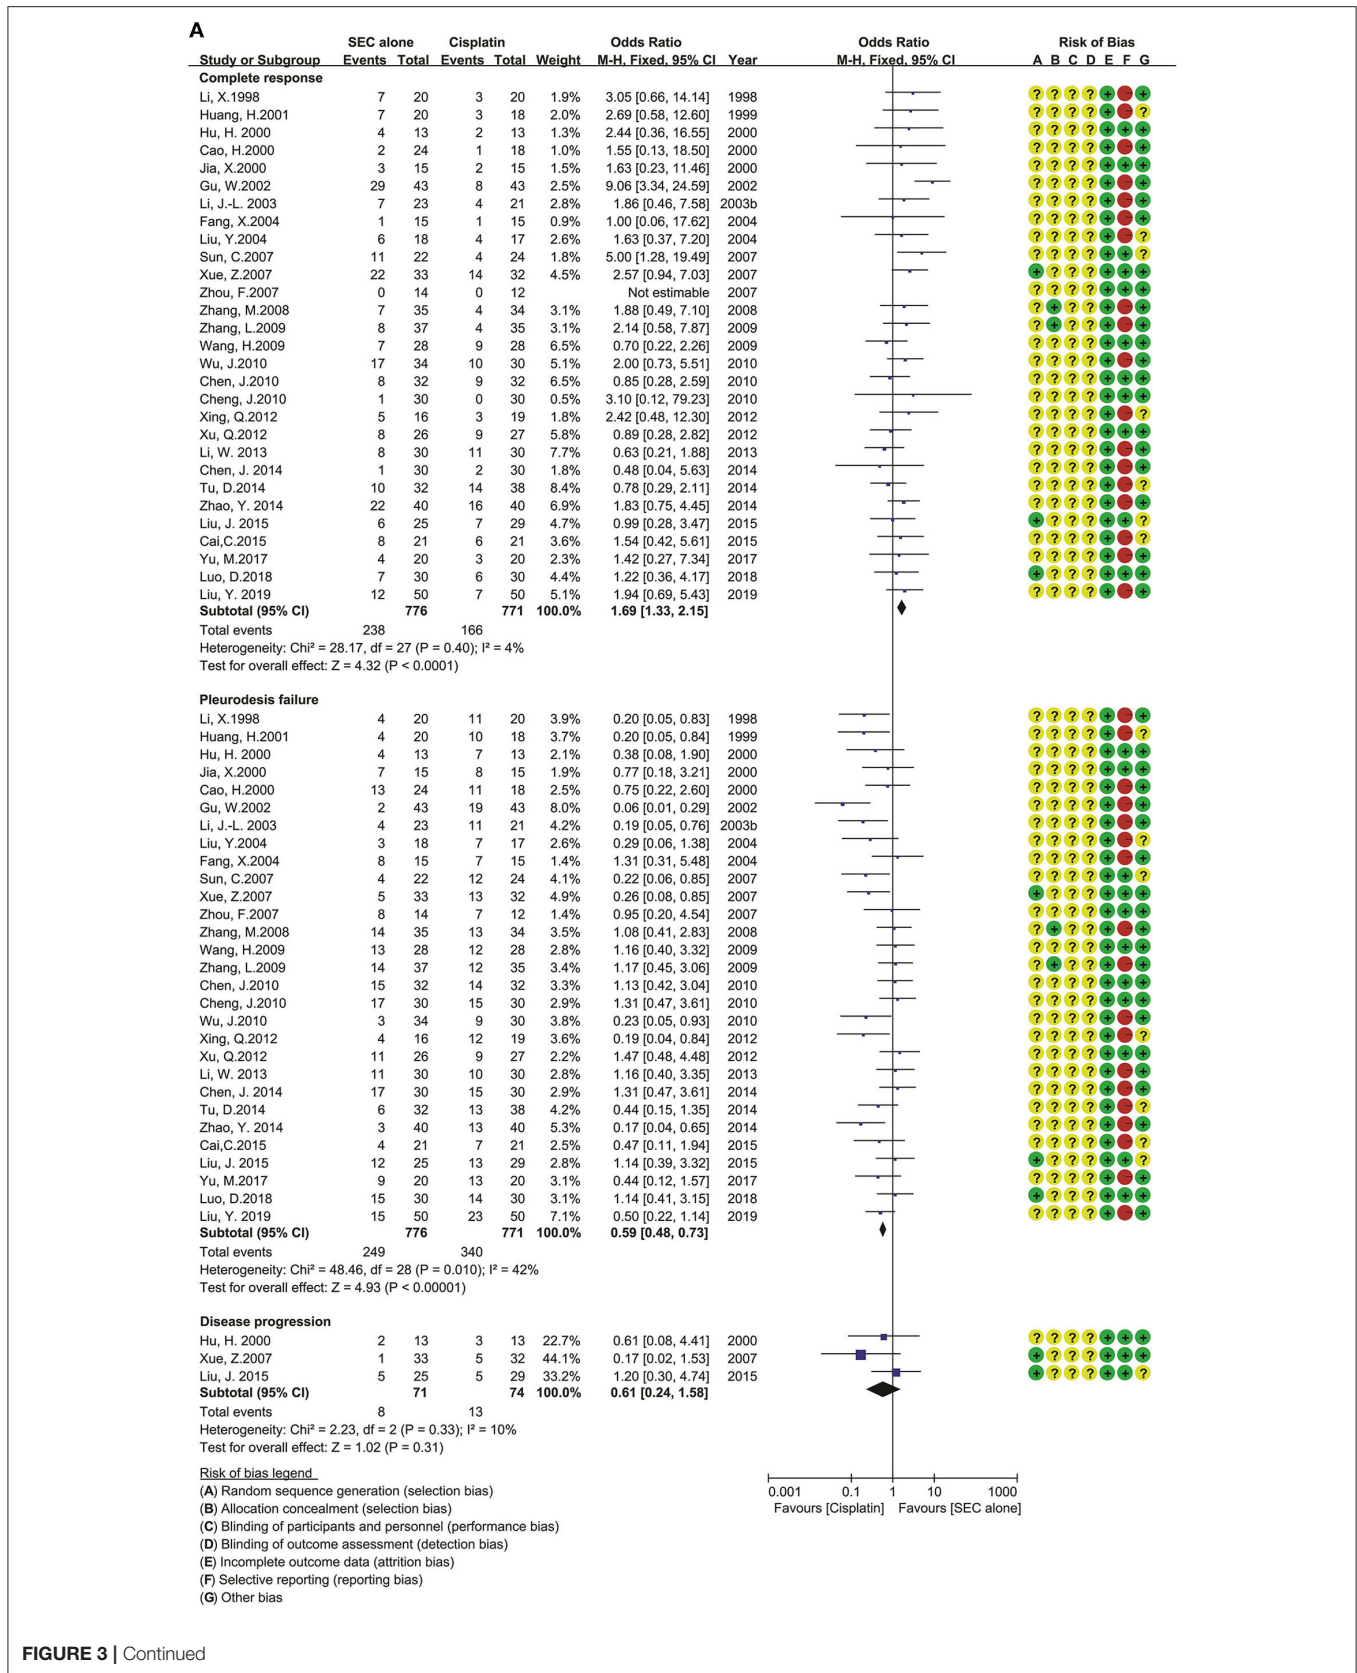 A
SEC alone Cisplatin Odds Ratio Odds Ratio Risk of Bias
Study or Subgroup Events Total Events Total Weight M-H, Fixed, 95% CI Year M-H, Fixed, 95% CI A B C D E F G
Complete response
Li, X.1998 7 20 3 20 1.9% 3.05 [0.66, 14.14] 1998 ? ? ? ? + - +
Huang, H.2001 7 20 3 18 2.0% 2.69 [0.58, 12.60] 1999 ? ? ? ? + - ?
Hu, H. 2000 4 13 2 13 1.3% 2.44 [0.36, 16.55] 2000 ? ? ? ? + + +
Cao, H.2000 2 24 1 18 1.0% 1.55 [0.13, 18.50] 2000 ? ? ? ? + - +
Jia, X.2000 3 15 2 15 1.5% 1.63 [0.23, 11.46] 2000 ? ? ? ? + + +
Gu, W.2002 29 43 8 43 2.5% 9.06 [3.34, 24.59] 2002 ? ? ? ? + - +
Li, J.-L. 2003 7 23 4 21 2.8% 1.86 [0.46, 7.58] 2003b ? ? ? ? + - +
Fang, X.2004 1 15 1 15 0.9% 1.00 [0.06, 17.62] 2004 ? ? ? ? + - +
Liu, Y.2004 6 18 4 17 2.6% 1.63 [0.37, 7.20] 2004 ? ? ? ? + - ?
Sun, C.2007 11 22 4 24 1.8% 5.00 [1.28, 19.49] 2007 ? ? ? ? + + ?
Xue, Z.2007 22 33 14 32 4.5% 2.57 [0.94, 7.03] 2007 + ? ? ? + + +
Zhou, F.2007 0 14 0 12 Not estimable 2007 ? ? ? ? + + +
Zhang, M.2008 7 35 4 34 3.1% 1.88 [0.49, 7.10] 2008 ? + ? ? + - +
Zhang, L.2009 8 37 4 35 3.1% 2.14 [0.58, 7.87] 2009 ? + ? ? + - +
Wang, H.2009 7 28 9 28 6.5% 0.70 [0.22, 2.26] 2009 ? ? ? ? + + +
Wu, J.2010 17 34 10 30 5.1% 2.00 [0.73, 5.51] 2010 ? ? ? ? + - +
Chen, J.2010 8 32 9 32 6.5% 0.85 [0.28, 2.59] 2010 ? ? ? ? + + +
Cheng, J.2010 1 30 0 30 0.5% 3.10 [0.12, 79.23] 2010 ? ? ? ? + + +
Xing, Q.2012 5 16 3 19 1.8% 2.42 [0.48, 12.30] 2012 ? ? ? ? + - ?
Xu, Q.2012 8 26 9 27 5.8% 0.89 [0.28, 2.82] 2012 ? ? ? ? + + +
Li, W. 2013 8 30 11 30 7.7% 0.63 [0.21, 1.88] 2013 ? ? ? ? + - +
Chen, J. 2014 1 30 2 30 1.8% 0.48 [0.04, 5.63] 2014 ? ? ? ? + - +
Tu, D.2014 10 32 14 38 8.4% 0.78 [0.29, 2.11] 2014 ? ? ? ? + - ?
Zhao, Y. 2014 22 40 16 40 6.9% 1.83 [0.75, 4.45] 2014 ? ? ? ? + - +
Liu, J. 2015 6 25 7 29 4.7% 0.99 [0.28, 3.47] 2015 + ? ? ? + + ?
Cai,C.2015 8 21 6 21 3.6% 1.54 [0.42, 5.61] 2015 ? ? ? ? + - ?
Yu, M.2017 4 20 3 20 2.3% 1.42 [0.27, 7.34] 2017 ? ? ? ? + - +
Luo, D.2018 7 30 6 30 4.4% 1.22 [0.36, 4.17] 2018 + ? ? ? + + +
Liu, Y. 2019 12 50 7 50 5.1% 1.94 [0.69, 5.43] 2019 ? ? ? ? + - +
Subtotal (95% CI) 776 771 100.0% 1.69 [1.33, 2.15]
Total events 238 166
Heterogeneity: Chi² = 28.17, df = 27 (P = 0.40); I² = 4%
Test for overall effect: Z = 4.32 (P < 0.0001)
Pleurodesis failure
Li, X.1998 4 20 11 20 3.9% 0.20 [0.05, 0.83] 1998 ? ? ? ? + - +
Huang, H.2001 4 20 10 18 3.7% 0.20 [0.05, 0.84] 1999 ? ? ? ? + - ?
Hu, H. 2000 4 13 7 13 2.1% 0.38 [0.08, 1.90] 2000 ? ? ? ? + + +
Jia, X.2000 7 15 8 15 1.9% 0.77 [0.18, 3.21] 2000 ? ? ? ? + + +
Cao, H.2000 13 24 11 18 2.5% 0.75 [0.22, 2.60] 2000 ? ? ? ? + - +
Gu, W.2002 2 43 19 43 8.0% 0.06 [0.01, 0.29] 2002 ? ? ? ? + - +
Li, J.-L. 2003 4 23 11 21 4.2% 0.19 [0.05, 0.76] 2003b ? ? ? ? + - +
Liu, Y.2004 3 18 7 17 2.6% 0.29 [0.06, 1.38] 2004 ? ? ? ? + - ?
Fang, X.2004 8 15 7 15 1.4% 1.31 [0.31, 5.48] 2004 ? ? ? ? + - +
Sun, C.2007 4 22 12 24 4.1% 0.22 [0.06, 0.85] 2007 ? ? ? ? + + ?
Xue, Z.2007 5 33 13 32 4.9% 0.26 [0.08, 0.85] 2007 + ? ? ? + + +
Zhou, F.2007 8 14 7 12 1.4% 0.95 [0.20, 4.54] 2007 ? ? ? ? + + +
Zhang, M.2008 14 35 13 34 3.5% 1.08 [0.41, 2.83] 2008 ? + ? ? + - +
Wang, H.2009 13 28 12 28 2.8% 1.16 [0.40, 3.32] 2009 ? ? ? ? + + +
Zhang, L.2009 14 37 12 35 3.4% 1.17 [0.45, 3.06] 2009 ? + ? ? + - +
Chen, J.2010 15 32 14 32 3.3% 1.13 [0.42, 3.04] 2010 ? ? ? ? + + +
Cheng, J.2010 17 30 15 30 2.9% 1.31 [0.47, 3.61] 2010 ? ? ? ? + + +
Wu, J.2010 3 34 9 30 3.8% 0.23 [0.05, 0.93] 2010 ? ? ? ? + - +
Xing, Q.2012 4 16 12 19 3.6% 0.19 [0.04, 0.84] 2012 ? ? ? ? + - ?
Xu, Q.2012 11 26 9 27 2.2% 1.47 [0.48, 4.48] 2012 ? ? ? ? + + +
Li, W. 2013 11 30 10 30 2.8% 1.16 [0.40, 3.35] 2013 ? ? ? ? + - +
Chen, J. 2014 17 30 15 30 2.9% 1.31 [0.47, 3.61] 2014 ? ? ? ? + - +
Tu, D.2014 6 32 13 38 4.2% 0.44 [0.15, 1.35] 2014 ? ? ? ? + - ?
Zhao, Y. 2014 3 40 13 40 5.3% 0.17 [0.04, 0.65] 2014 ? ? ? ? + - +
Cai,C.2015 4 21 7 21 2.5% 0.47 [0.11, 1.94] 2015 ? ? ? ? + - ?
Liu, J. 2015 12 25 13 29 2.8% 1.14 [0.39, 3.32] 2015 + ? ? ? + + ?
Yu, M.2017 9 20 13 20 3.1% 0.44 [0.12, 1.57] 2017 ? ? ? ? + - +
Luo, D.2018 15 30 14 30 3.1% 1.14 [0.41, 3.15] 2018 + ? ? ? + + +
Liu, Y. 2019 15 50 23 50 7.1% 0.50 [0.22, 1.14] 2019 ? ? ? ? + - +
Subtotal (95% CI) 776 771 100.0% 0.59 [0.48, 0.73]
Total events 249 340
Heterogeneity: Chi² = 48.46, df = 28 (P = 0.010); I² = 42%
Test for overall effect: Z = 4.93 (P < 0.00001)
Disease progression
Hu, H. 2000 2 13 3 13 22.7% 0.61 [0.08, 4.41] 2000 ? ? ? ? + + +
Xue, Z.2007 1 33 5 32 44.1% 0.17 [0.02, 1.53] 2007 + ? ? ? + + +
Liu, J. 2015 5 25 5 29 33.2% 1.20 [0.30, 4.74] 2015 + ? ? ? + + ?
Subtotal (95% CI) 71 74 100.0% 0.61 [0.24, 1.58]
Total events 8 13
Heterogeneity: Chi² = 2.23, df = 2 (P = 0.33); I² = 10%
Test for overall effect: Z = 1.02 (P = 0.31)
0.001 0.1 1 10 1000
Favours [Cisplatin] Favours [SEC alone]
Risk of bias legend
(A) Random sequence generation (selection bias)
(B) Allocation concealment (selection bias)
(C) Blinding of participants and personnel (performance bias)
(D) Blinding of outcome assessment (detection bias)
(E) Incomplete outcome data (attrition bias)
(F) Selective reporting (reporting bias)
(G) Other bias
FIGURE 3 | Continued